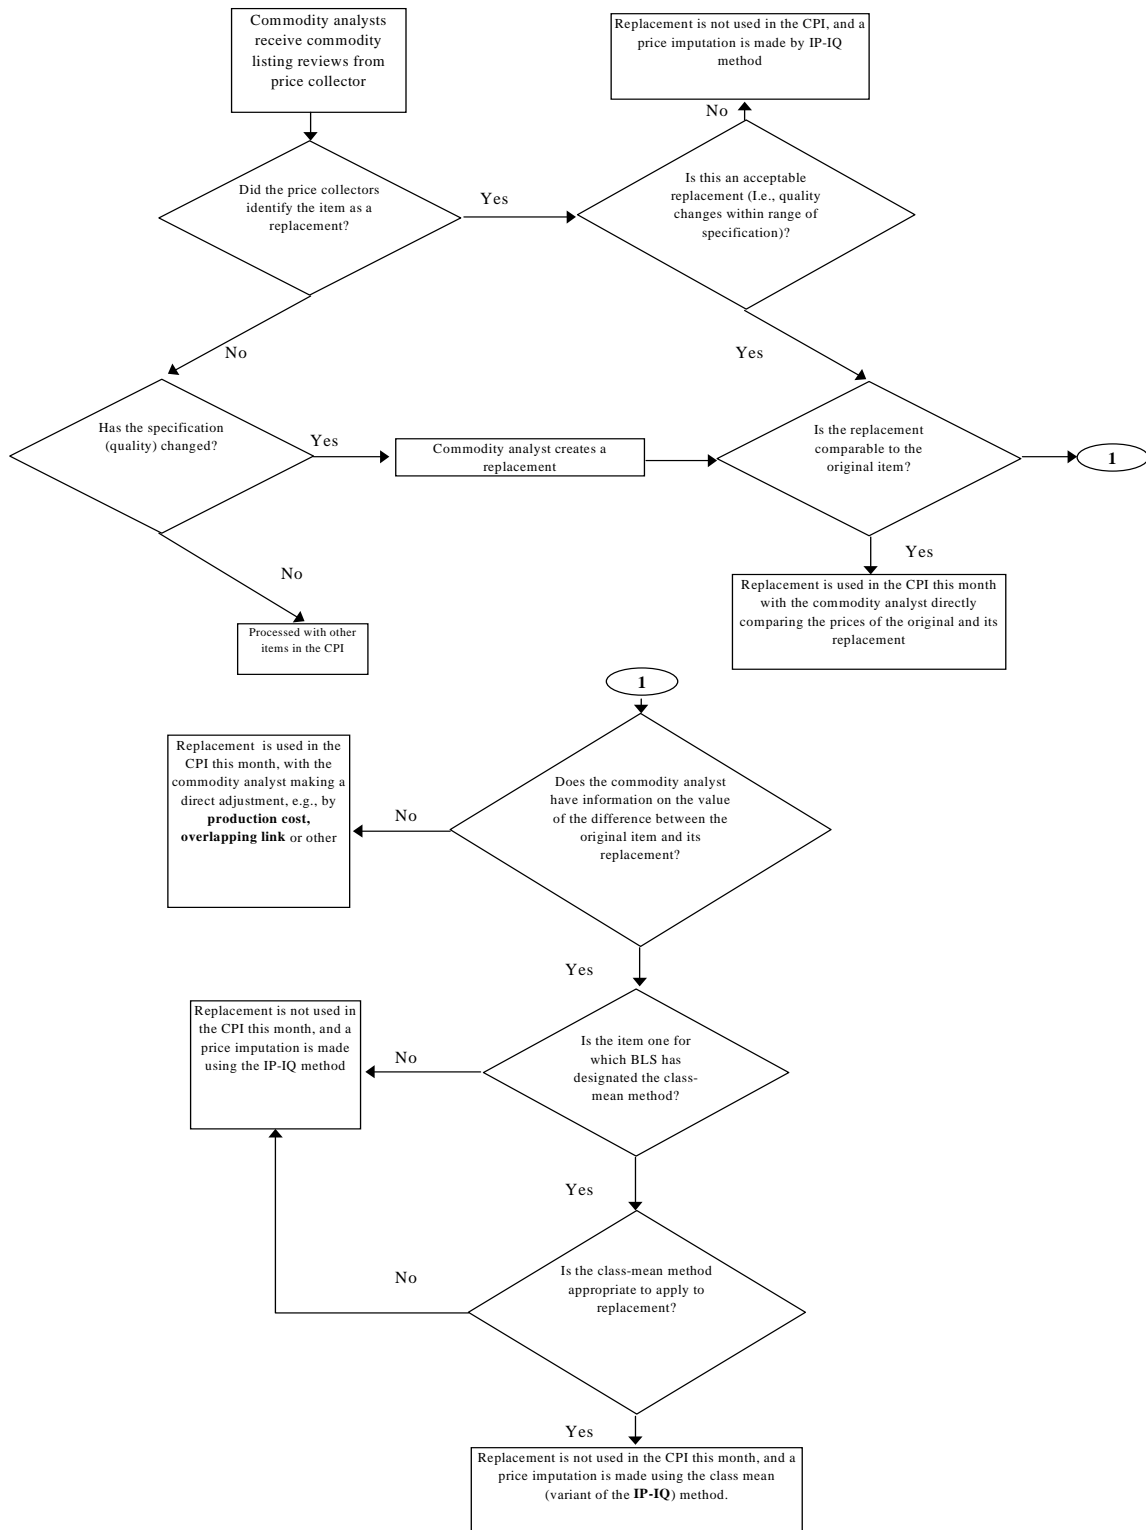 Commodity analysts
receive commodity
listing reviews from
price collector
Replacement is not used in the CPI, and a
price imputation is made by IP-IQ
method
No
Did the price collectors
identify the item as a
replacement?
Yes
Is this an acceptable
replacement (I.e., quality
changes within range of
specification)?
No
Yes
Has the specification
(quality) changed?
Yes
Commodity analyst creates a
replacement
Is the replacement
comparable to the
original item?
1
No
Yes
Processed with other
items in the CPI
Replacement is used in the CPI this month
with the commodity analyst directly
comparing the prices of the original and its
replacement
1
Replacement is used in the
CPI this month, with the
commodity analyst making a
direct adjustment, e.g., by
production cost,
overlapping link or other
No
Does the commodity analyst
have information on the value
of the difference between the
original item and its
replacement?
Yes
Replacement is not used in
the CPI this month, and a
price imputation is made
using the IP-IQ method
No
Is the item one for
which BLS has
designated the class-
mean method?
Yes
No
Is the class-mean method
appropriate to apply to
replacement?
Yes
Replacement is not used in the CPI this month, and a
price imputation is made using the class mean
(variant of the IP-IQ) method.